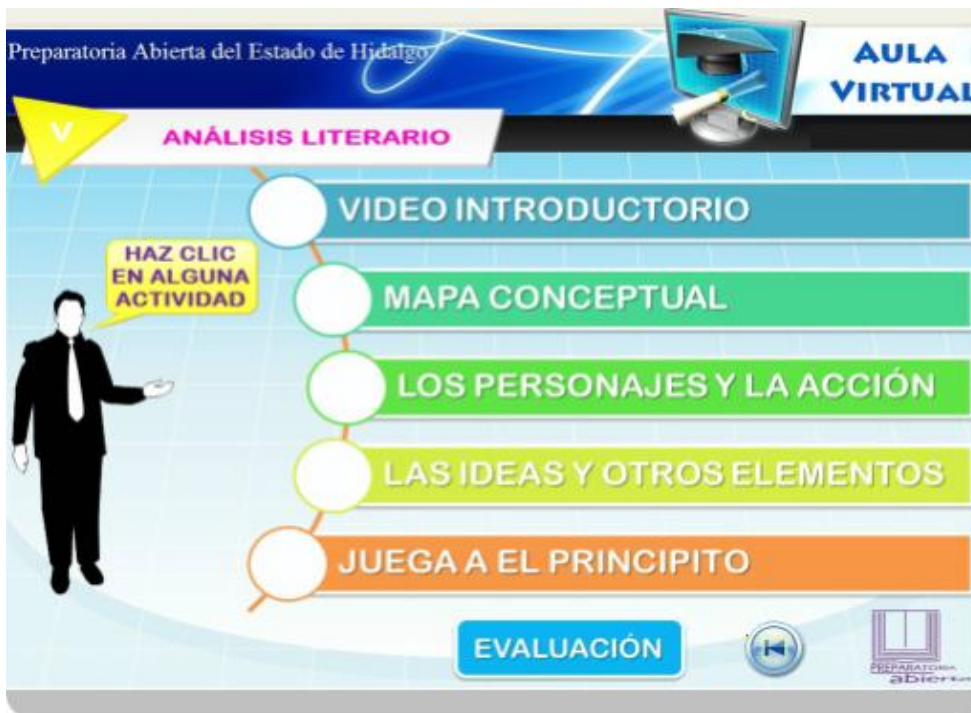 Preparatoria Abierta del Estado de Hidalgo
AULA
VIRTUAL
V
ANÁLISIS LITERARIO
VIDEO INTRODUCTORIO
HAZ CLIC
EN ALGUNA
ACTIVIDAD
MAPA CONCEPTUAL
LOS PERSONAJES Y LA ACCIÓN
LAS IDEAS Y OTROS ELEMENTOS
JUEGA A EL PRINCIPITO
EVALUACIÓN
PREPARATORIA
abierta